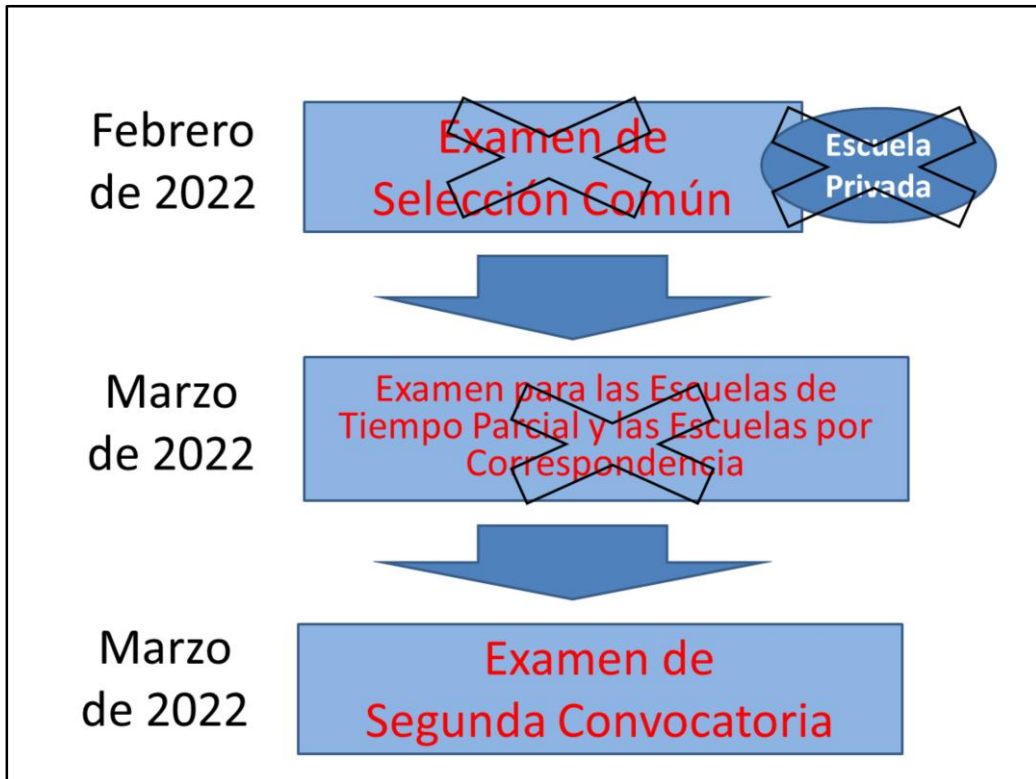 Febrero
de 2022
Examen de
Selección Común
Escuela
Privada
Marzo
de 2022
Examen para las Escuelas de
Tiempo Parcial y las Escuelas por
Correspondencia
Marzo
de 2022
Examen de
Segunda Convocatoria